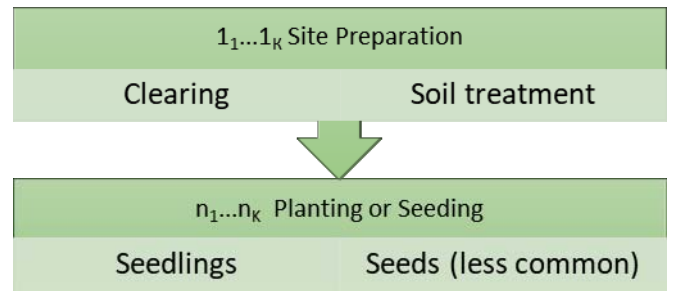 1₁...1ₖ Site Preparation
Clearing Soil treatment
n₁...nₖ Planting or Seeding
Seedlings Seeds (less common)